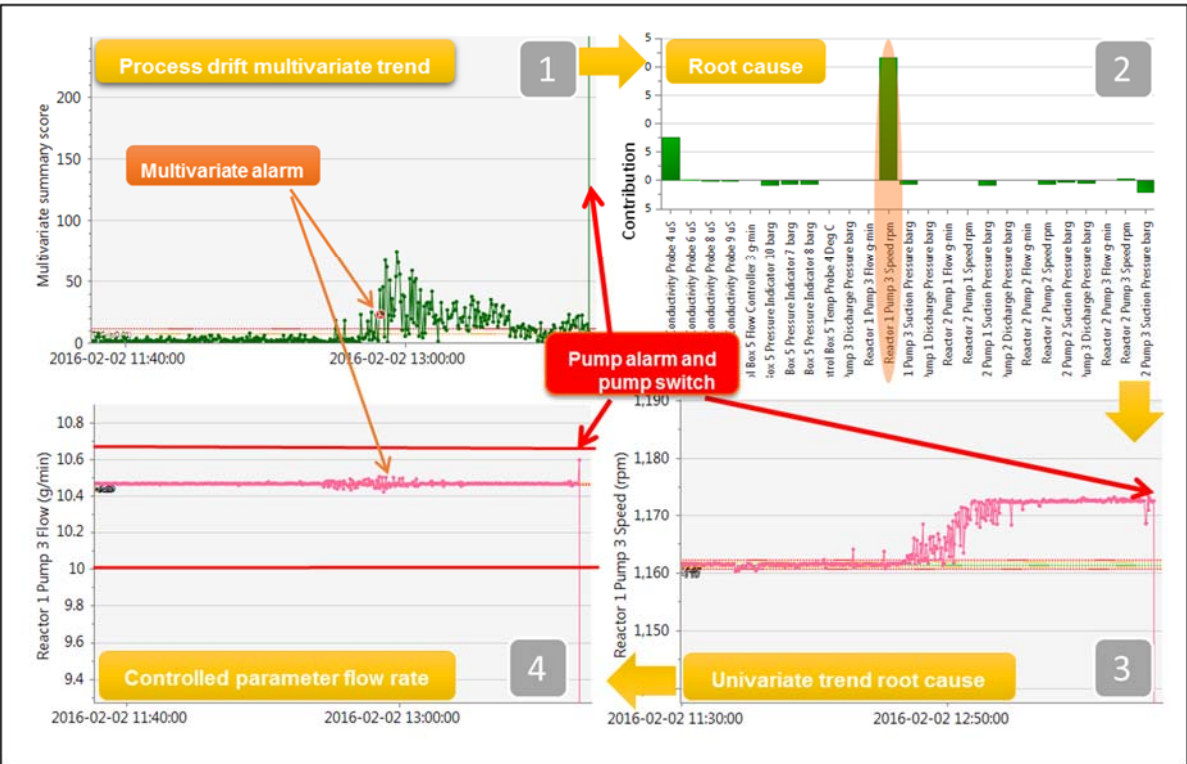 Process drift multivariate trend
1
Root cause
2
Multivariate summary score
200
150
100
50
0
Multivariate alarm
2016-02-02 11:40:00
2016-02-02 13:00:00
Contribution
5
0
5
0
5
0
5
onductivity Probe 4 uS
onductivity Probe 6 uS
onductivity Probe 8 uS
onductivity Probe 9 uS
ol Box 5 Flow Controller 3 g-min
Box 5 Pressure Indicator 10 barg
Box 5 Pressure Indicator 7 barg
Box 5 Pressure Indicator 8 barg
ntrol Box 5 Temp Probe 4 Deg C
Pump 3 Discharge Pressure barg
Reactor 1 Pump 3 Flow g-min
Reactor 1 Pump 3 Speed rpm
1 Pump 3 Suction Pressure barg
Pump 1 Discharge Pressure barg
Reactor 2 Pump 1 Flow g-min
Reactor 2 Pump 1 Speed rpm
2 Pump 1 Suction Pressure barg
Pump 2 Discharge Pressure barg
Reactor 2 Pump 2 Flow g-min
Reactor 2 Pump 2 Speed rpm
2 Pump 2 Suction Pressure barg
Pump 3 Discharge Pressure barg
Reactor 2 Pump 3 Flow g-min
Reactor 2 Pump 3 Speed rpm
2 Pump 3 Suction Pressure barg
Pump alarm and
pump switch
Reactor 1 Pump 3 Flow (g/min)
10.8
10.6
10.4
10.2
10
9.8
9.6
9.4
Controlled parameter flow rate
4
2016-02-02 11:40:00
2016-02-02 13:00:00
Reactor 1 Pump 3 Speed (rpm)
1,190
1,180
1,170
1,160
1,150
Univariate trend root cause
3
2016-02-02 11:30:00
2016-02-02 12:50:00